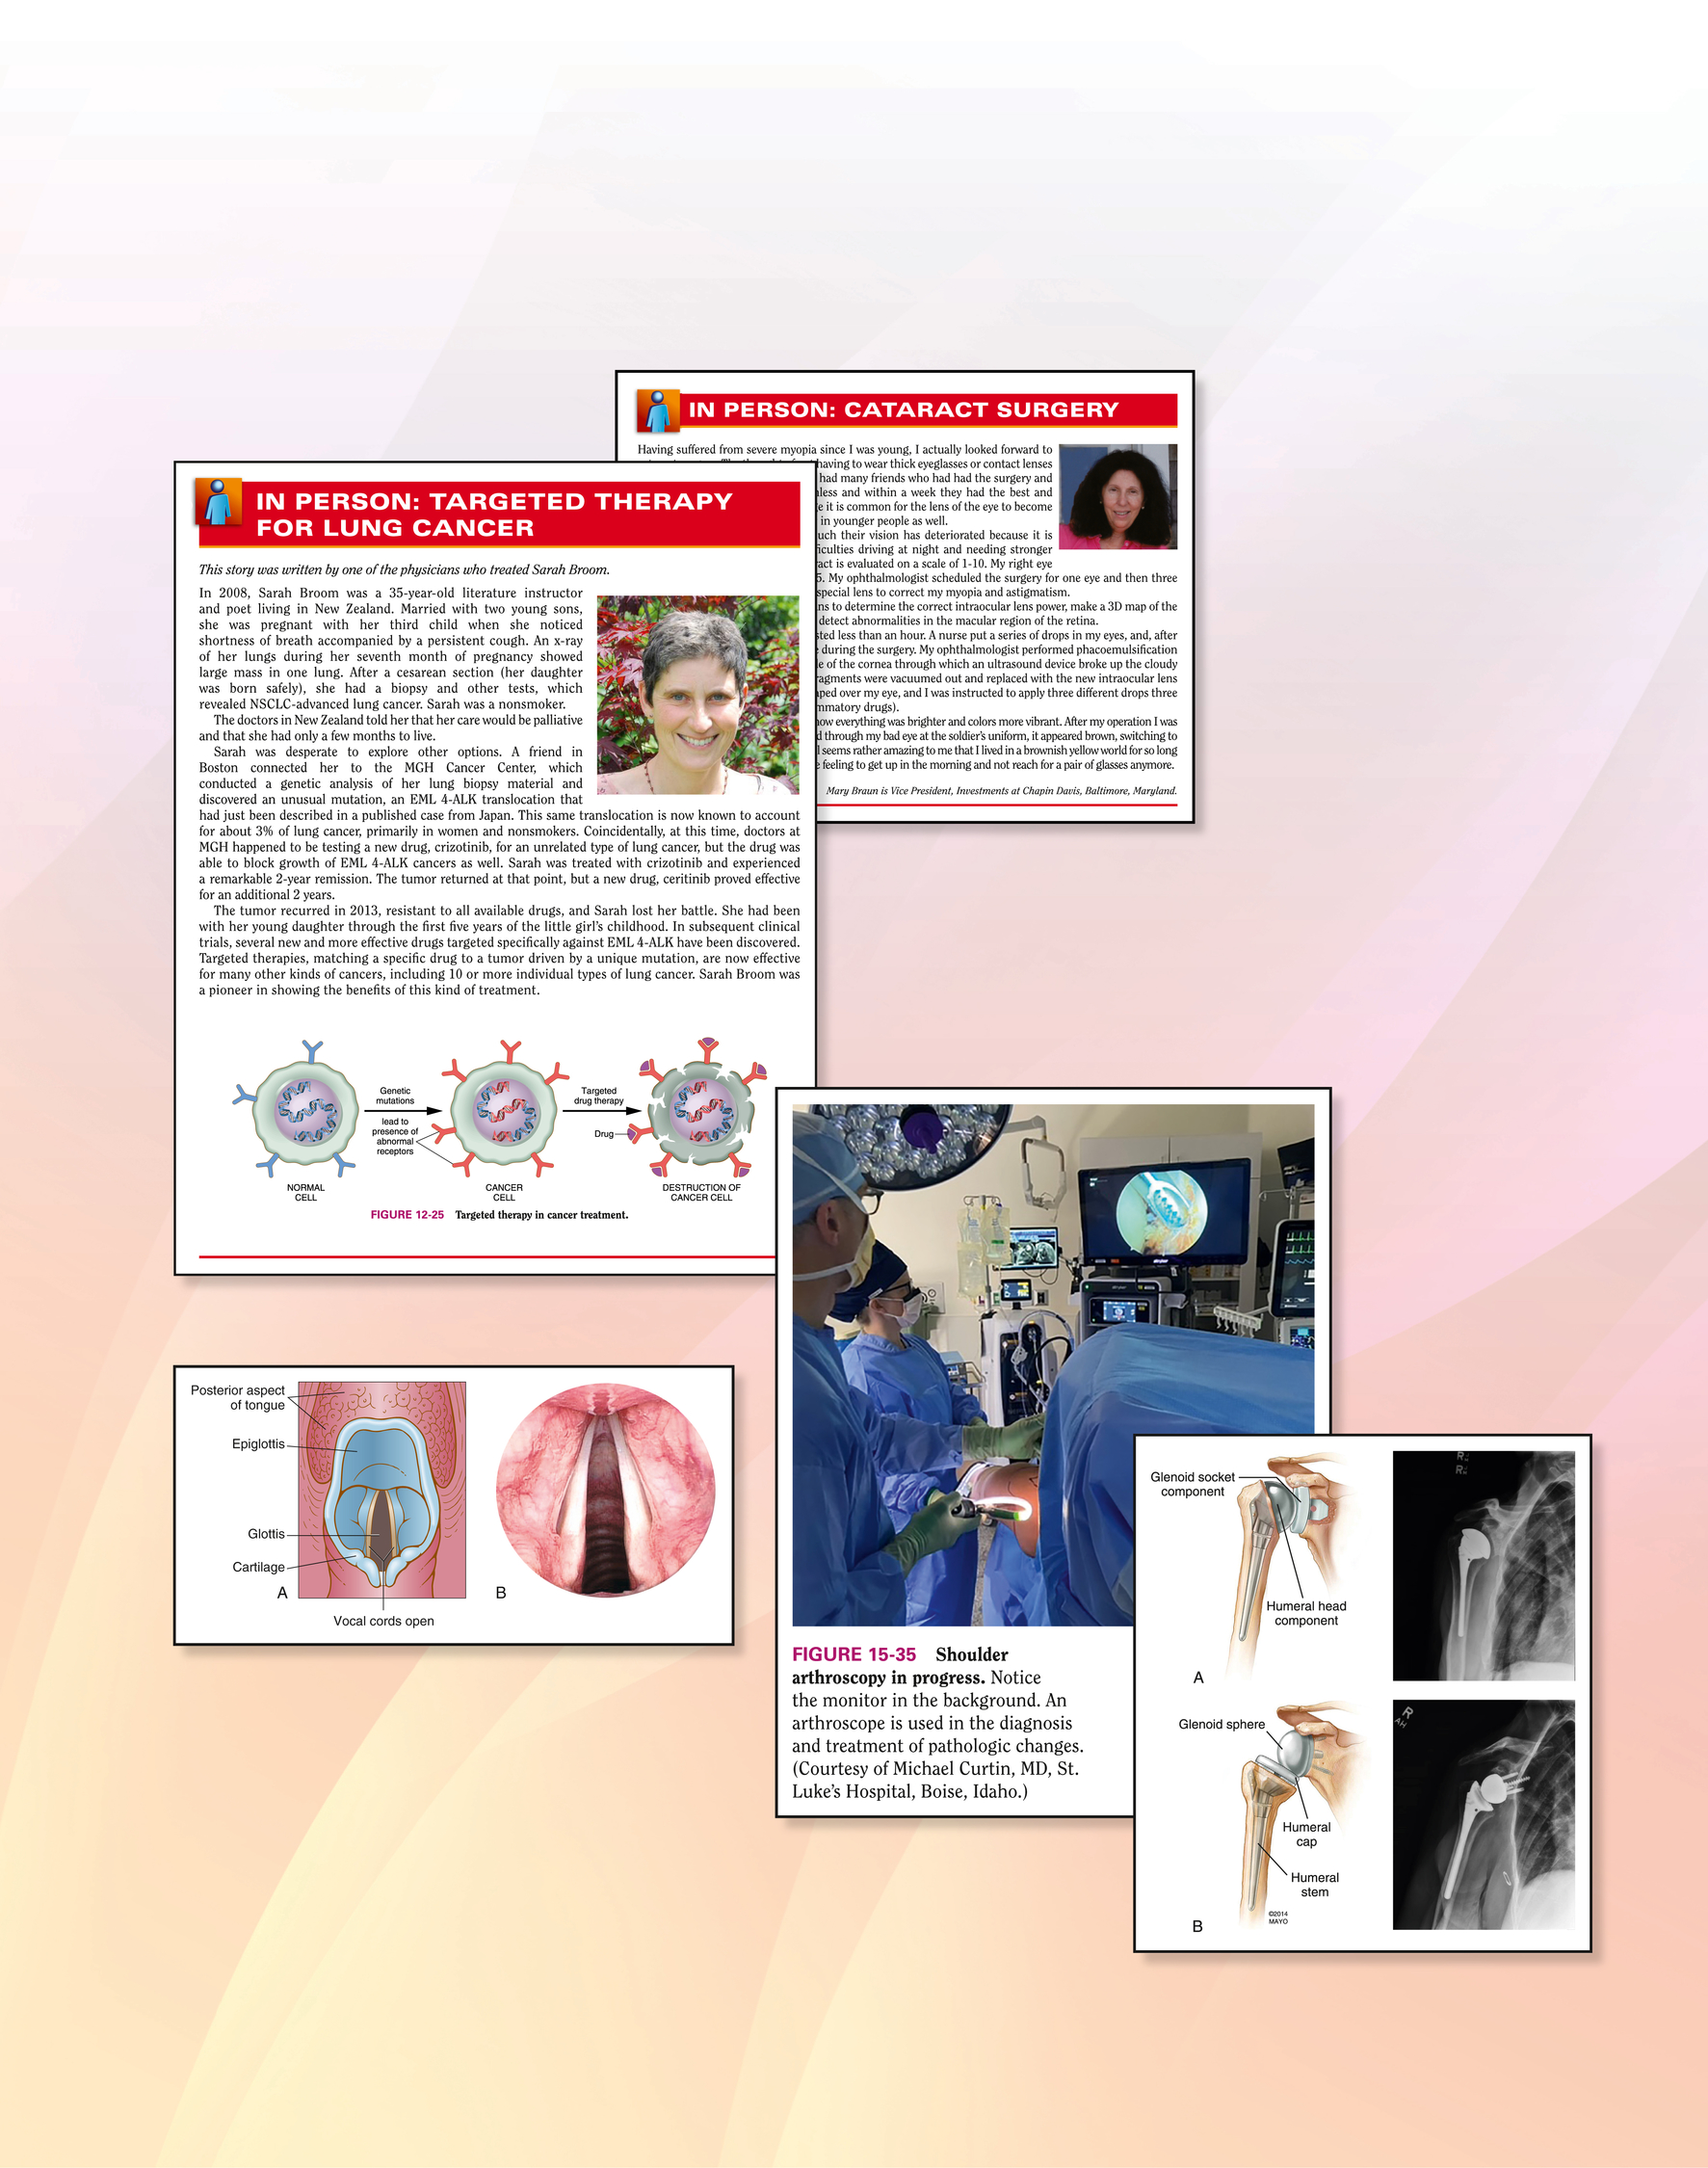 IN PERSON: CATARACT SURGERY
Having suffered from severe myopia since I was young, I actually looked forward to
having to wear thick eyeglasses or contact lenses
had many friends who had had the surgery and
less and within a week they had the best and
it is common for the lens of the eye to become
in younger people as well.
uch their vision has deteriorated because it is
ficulties driving at night and needing stronger
ract is evaluated on a scale of 1-10. My right eye
5. My ophthalmologist scheduled the surgery for one eye and then three
special lens to correct my myopia and astigmatism.
ns to determine the correct intraocular lens power, make a 3D map of the
detect abnormalities in the macular region of the retina.
sted less than an hour. A nurse put a series of drops in my eyes, and, after
during the surgery. My ophthalmologist performed phacoemulsification
le of the cornea through which an ultrasound device broke up the cloudy
ragments were vacuumed out and replaced with the new intraocular lens
aped over my eye, and I was instructed to apply three different drops three
mmatory drugs).
how everything was brighter and colors more vibrant. After my operation I was
d through my bad eye at the soldier's uniform, it appeared brown, switching to
seems rather amazing to me that I lived in a brownish yellow world for so long
feeling to get up in the morning and not reach for a pair of glasses anymore.
Mary Braun is Vice President, Investments at Chapin Davis, Baltimore, Maryland.
IN PERSON: TARGETED THERAPY
FOR LUNG CANCER
This story was written by one of the physicians who treated Sarah Broom.
In 2008, Sarah Broom was a 35-year-old literature instructor
and poet living in New Zealand. Married with two young sons,
she was pregnant with her third child when she noticed
shortness of breath accompanied by a persistent cough. An x-ray
of her lungs during her seventh month of pregnancy showed
large mass in one lung. After a cesarean section (her daughter
was born safely), she had a biopsy and other tests, which
revealed NSCLC-advanced lung cancer. Sarah was a nonsmoker.
The doctors in New Zealand told her that her care would be palliative
and that she had only a few months to live.
Sarah was desperate to explore other options. A friend in
Boston connected her to the MGH Cancer Center, which
conducted a genetic analysis of her lung biopsy material and
discovered an unusual mutation, an EML 4-ALK translocation that
had just been described in a published case from Japan. This same translocation is now known to account
for about 3% of lung cancer, primarily in women and nonsmokers. Coincidentally, at this time, doctors at
MGH happened to be testing a new drug, crizotinib, for an unrelated type of lung cancer, but the drug was
able to block growth of EML 4-ALK cancers as well. Sarah was treated with crizotinib and experienced
a remarkable 2-year remission. The tumor returned at that point, but a new drug, ceritinib proved effective
for an additional 2 years.
The tumor recurred in 2013, resistant to all available drugs, and Sarah lost her battle. She had been
with her young daughter through the first five years of the little girl's childhood. In subsequent clinical
trials, several new and more effective drugs targeted specifically against EML 4-ALK have been discovered.
Targeted therapies, matching a specific drug to a tumor driven by a unique mutation, are now effective
for many other kinds of cancers, including 10 or more individual types of lung cancer. Sarah Broom was
a pioneer in showing the benefits of this kind of treatment.
Genetic
mutations
lead to
presence of
abnormal
receptors
Targeted
drug therapy
Drug
NORMAL
CELL
CANCER
CELL
DESTRUCTION OF
CANCER CELL
FIGURE 12-25 Targeted therapy in cancer treatment.
Posterior aspect
of tongue
Epiglottis
Glottis
Cartilage
A
B
Vocal cords open
FIGURE 15-35 Shoulder
arthroscopy in progress. Notice
the monitor in the background. An
arthroscope is used in the diagnosis
and treatment of pathologic changes.
(Courtesy of Michael Curtin, MD, St.
Luke's Hospital, Boise, Idaho.)
Glenoid socket
component
Humeral head
component
A
R
R
Glenoid sphere
Humeral
cap
Humeral
stem
©2014
MAYO
B
R
AH